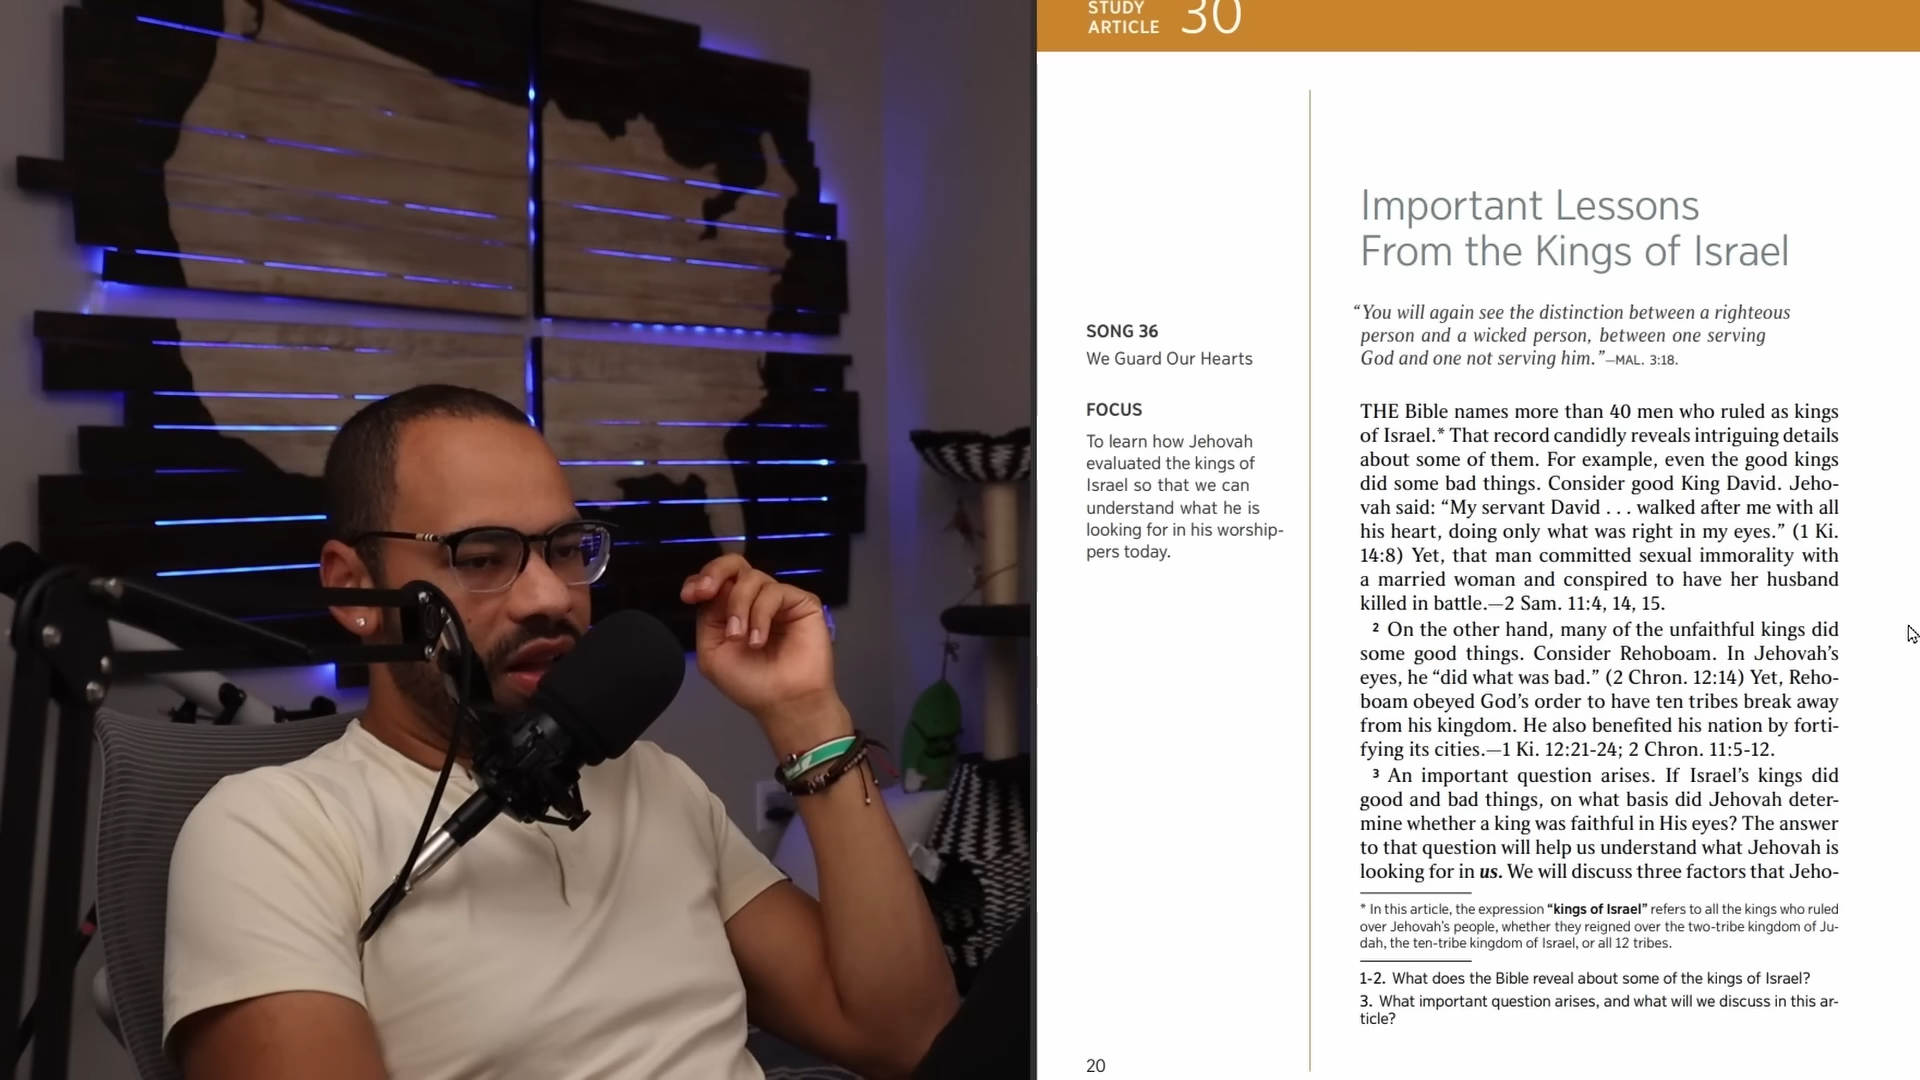 STUDY
ARTICLE 30
Important Lessons
From the Kings of Israel
“You will again see the distinction between a righteous
person and a wicked person, between one serving
God and one not serving him.”—MAL. 3:18.
SONG 36
We Guard Our Hearts
FOCUS
To learn how Jehovah
evaluated the kings of
Israel so that we can
understand what he is
looking for in his worship-
pers today.
THE Bible names more than 40 men who ruled as kings
of Israel.* That record candidly reveals intriguing details
about some of them. For example, even the good kings
did some bad things. Consider good King David. Jeho-
vah said: “My servant David . . . walked after me with all
his heart, doing only what was right in my eyes.” (1 Ki.
14:8) Yet, that man committed sexual immorality with
a married woman and conspired to have her husband
killed in battle.—2 Sam. 11:4, 14, 15.
2 On the other hand, many of the unfaithful kings did
some good things. Consider Rehoboam. In Jehovah’s
eyes, he “did what was bad.” (2 Chron. 12:14) Yet, Reho-
boam obeyed God’s order to have ten tribes break away
from his kingdom. He also benefited his nation by forti-
fying its cities.—1 Ki. 12:21-24; 2 Chron. 11:5-12.
3 An important question arises. If Israel’s kings did
good and bad things, on what basis did Jehovah deter-
mine whether a king was faithful in His eyes? The answer
to that question will help us understand what Jehovah is
looking for in us. We will discuss three factors that Jeho-
* In this article, the expression “kings of Israel” refers to all the kings who ruled
over Jehovah’s people, whether they reigned over the two-tribe kingdom of Ju-
dah, the ten-tribe kingdom of Israel, or all 12 tribes.
1-2. What does the Bible reveal about some of the kings of Israel?
3. What important question arises, and what will we discuss in this ar-
ticle?
20